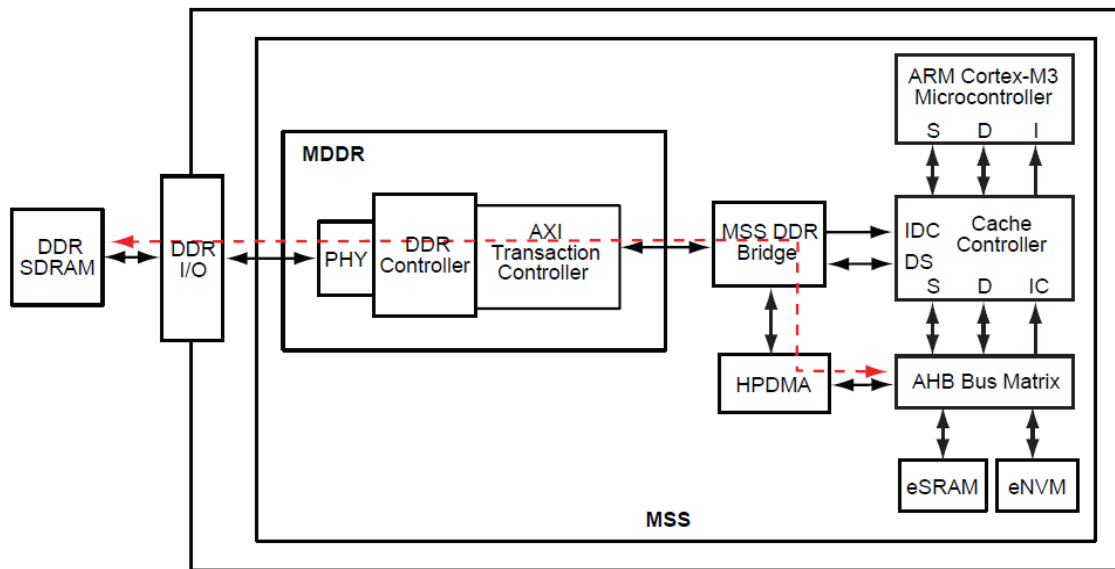 ARM Cortex-M3
Microcontroller
S D I
MDDR
DDR
SDRAM
DDR
I/O
PHY
DDR
Controller
AXI
Transaction
Controller
MSS DDR
Bridge
IDC
DS
Cache
Controller
S D IC
HPDMA
AHB Bus Matrix
eSRAM
eNVM
MSS